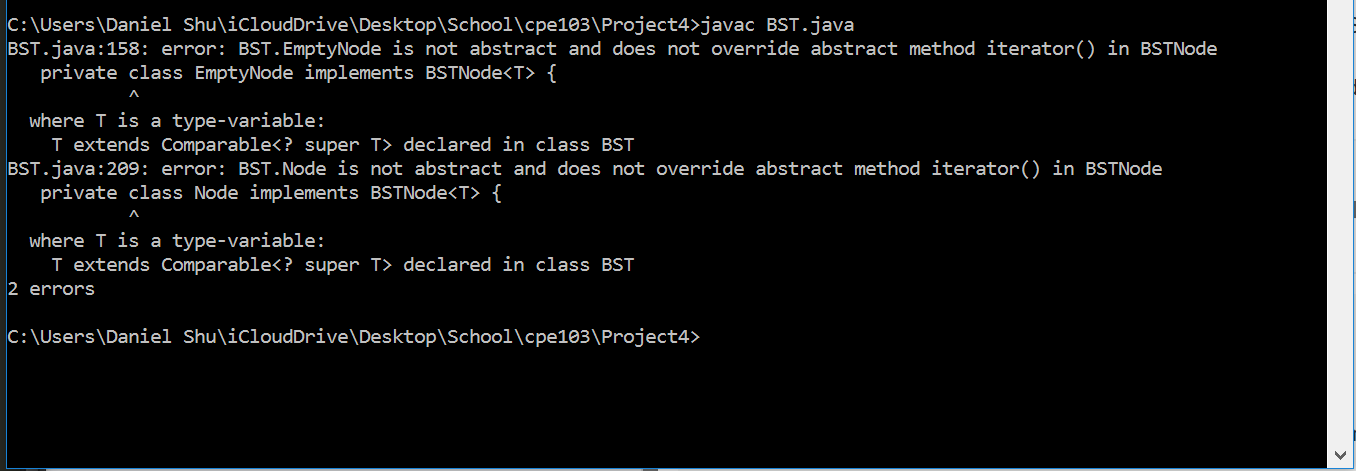 C:\Users\Daniel Shu\iCloudDrive\Desktop\School\cpe103\Project4>javac BST.java
BST.java:158: error: BST.EmptyNode is not abstract and does not override abstract method iterator() in BSTNode
   private class EmptyNode implements BSTNode<T> {
           ^
  where T is a type-variable:
    T extends Comparable<? super T> declared in class BST
BST.java:209: error: BST.Node is not abstract and does not override abstract method iterator() in BSTNode
   private class Node implements BSTNode<T> {
           ^
  where T is a type-variable:
    T extends Comparable<? super T> declared in class BST
2 errors
C:\Users\Daniel Shu\iCloudDrive\Desktop\School\cpe103\Project4>